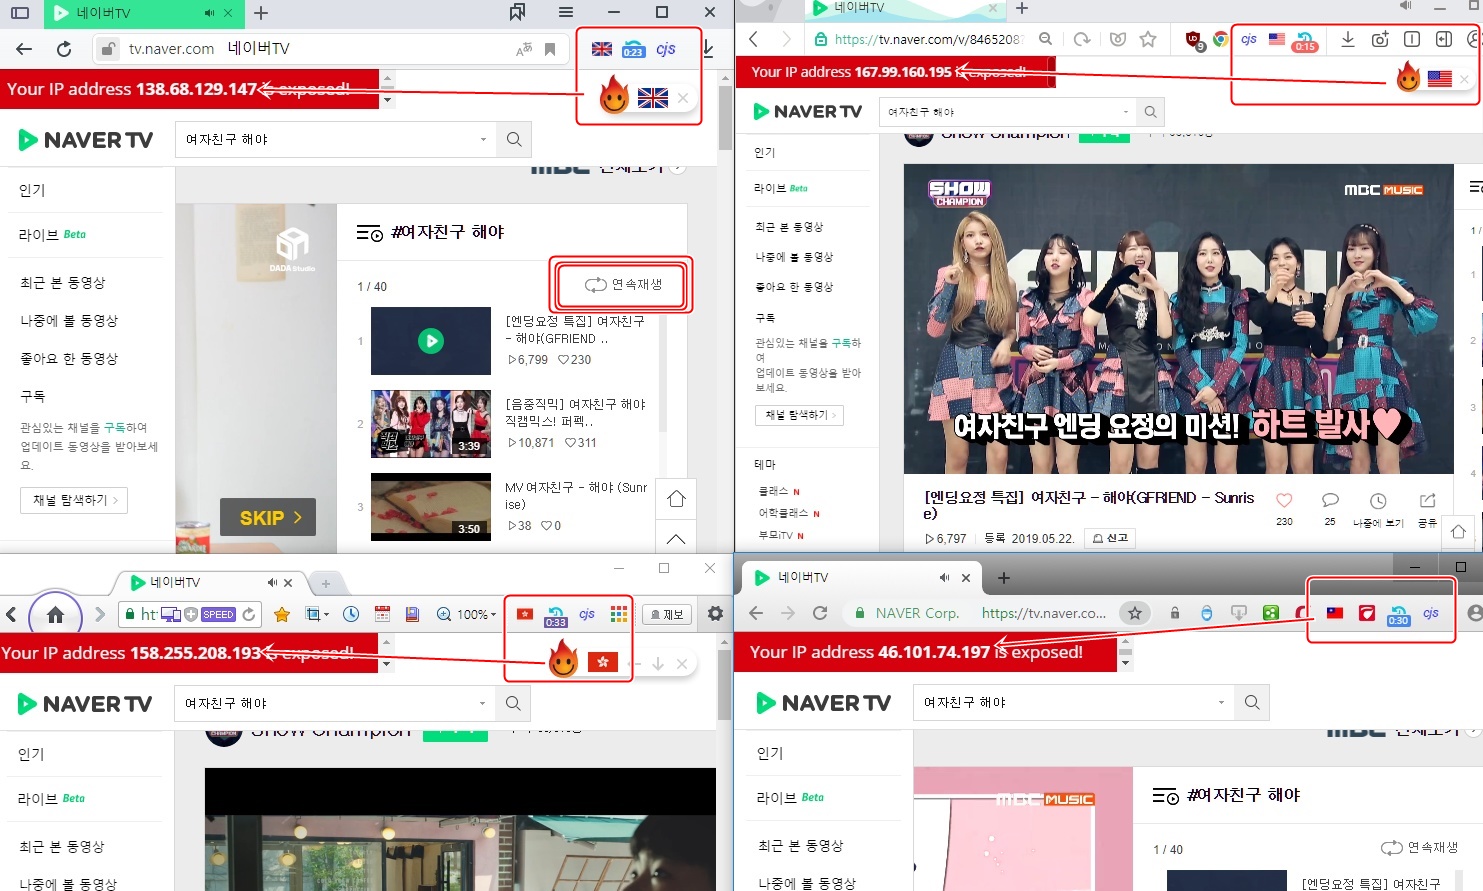 네이버TV
tv.naver.com 네이버TV
0:23
cjs
Your IP address 138.68.129.147 is exposed!
NAVER TV
여자친구 해야
인기
라이브 Beta
최근 본 동영상
나중에 볼 동영상
좋아요 한 동영상
구독
관심있는 채널을 구독하여
업데이트 동영상을 받아보세
요.
채널 탐색하기
DADA Studio
SKIP
#여자친구 해야
1 / 40
연속재생
1
[엔딩요정 특집] 여자친구
- 해야(GFRIEND ..
6,799 230
2
3:39
[음중직믹] 여자친구 해야
직캠믹스! 퍼펙..
10,871 311
3
3:50
MV 여자친구 - 해야 (Sunr
ise)
38 0
네이버TV
https://tv.naver.com/v/8465208
9
cjs
0:15
Your IP address 167.99.160.195 is exposed!
NAVER TV
여자친구 해야
Show Champion
인기
라이브 Beta
최근 본 동영상
나중에 볼 동영상
좋아요 한 동영상
구독
관심있는 채널을 구독하
여
업데이트 동영상을 받아
보세요.
채널 탐색하기
테마
클래스 N
어학클래스 N
부모iTV N
SHOW
CHAMPION
MBC MUSIC
여자친구 엔딩 요정의 미션! 하트 발사♥
[엔딩요정 특집] 여자친구 - 해야(GFRIEND - Sunris
e)
230
25
나중에 보기
공유
6,797 등록 2019.05.22. 신고
1 /
1
2
3
4
네이버TV
SPEED
100%
0:33
cjs
제보
Your IP address 158.255.208.193 is exposed!
NAVER TV
여자친구 해야
Show Champion
인기
라이브 Beta
최근 본 동영상
나중에 볼 동영상
네이버TV
NAVER Corp. https://tv.naver.co...
0:30
cjs
Your IP address 46.101.74.197 is exposed!
NAVER TV
여자친구 해야
인기
라이브 Beta
최근 본 동영상
나중에 볼 동영상
MBC MUSIC
#여자친구 해야
1 / 40
연속재생
[엔딩요정 특집] 여자친구